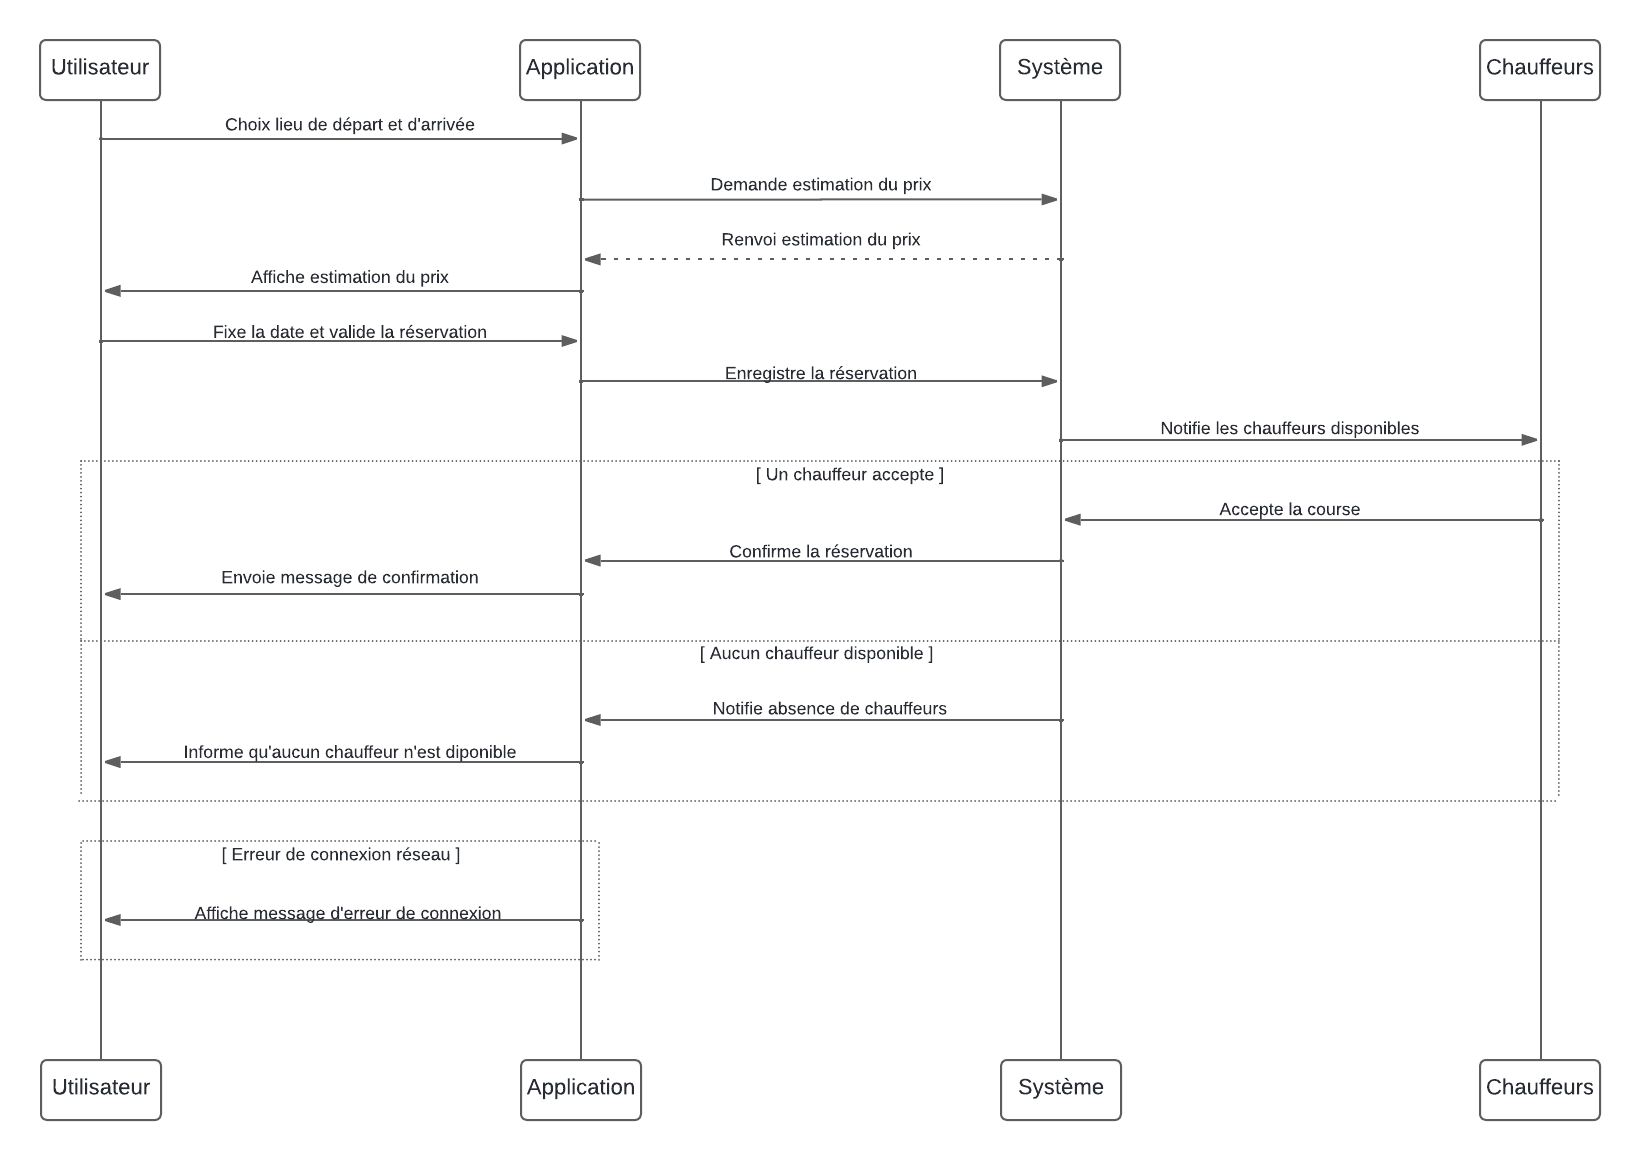 Utilisateur
Application
Système
Chauffeurs
Choix lieu de départ et d'arrivée
Demande estimation du prix
Renvoi estimation du prix
Affiche estimation du prix
Fixe la date et valide la réservation
Enregistre la réservation
Notifie les chauffeurs disponibles
[ Un chauffeur accepte ]
Accepte la course
Confirme la réservation
Envoie message de confirmation
[ Aucun chauffeur disponible ]
Notifie absence de chauffeurs
Informe qu'aucun chauffeur n'est diponible
[ Erreur de connexion réseau ]
Affiche message d'erreur de connexion
Utilisateur
Application
Système
Chauffeurs